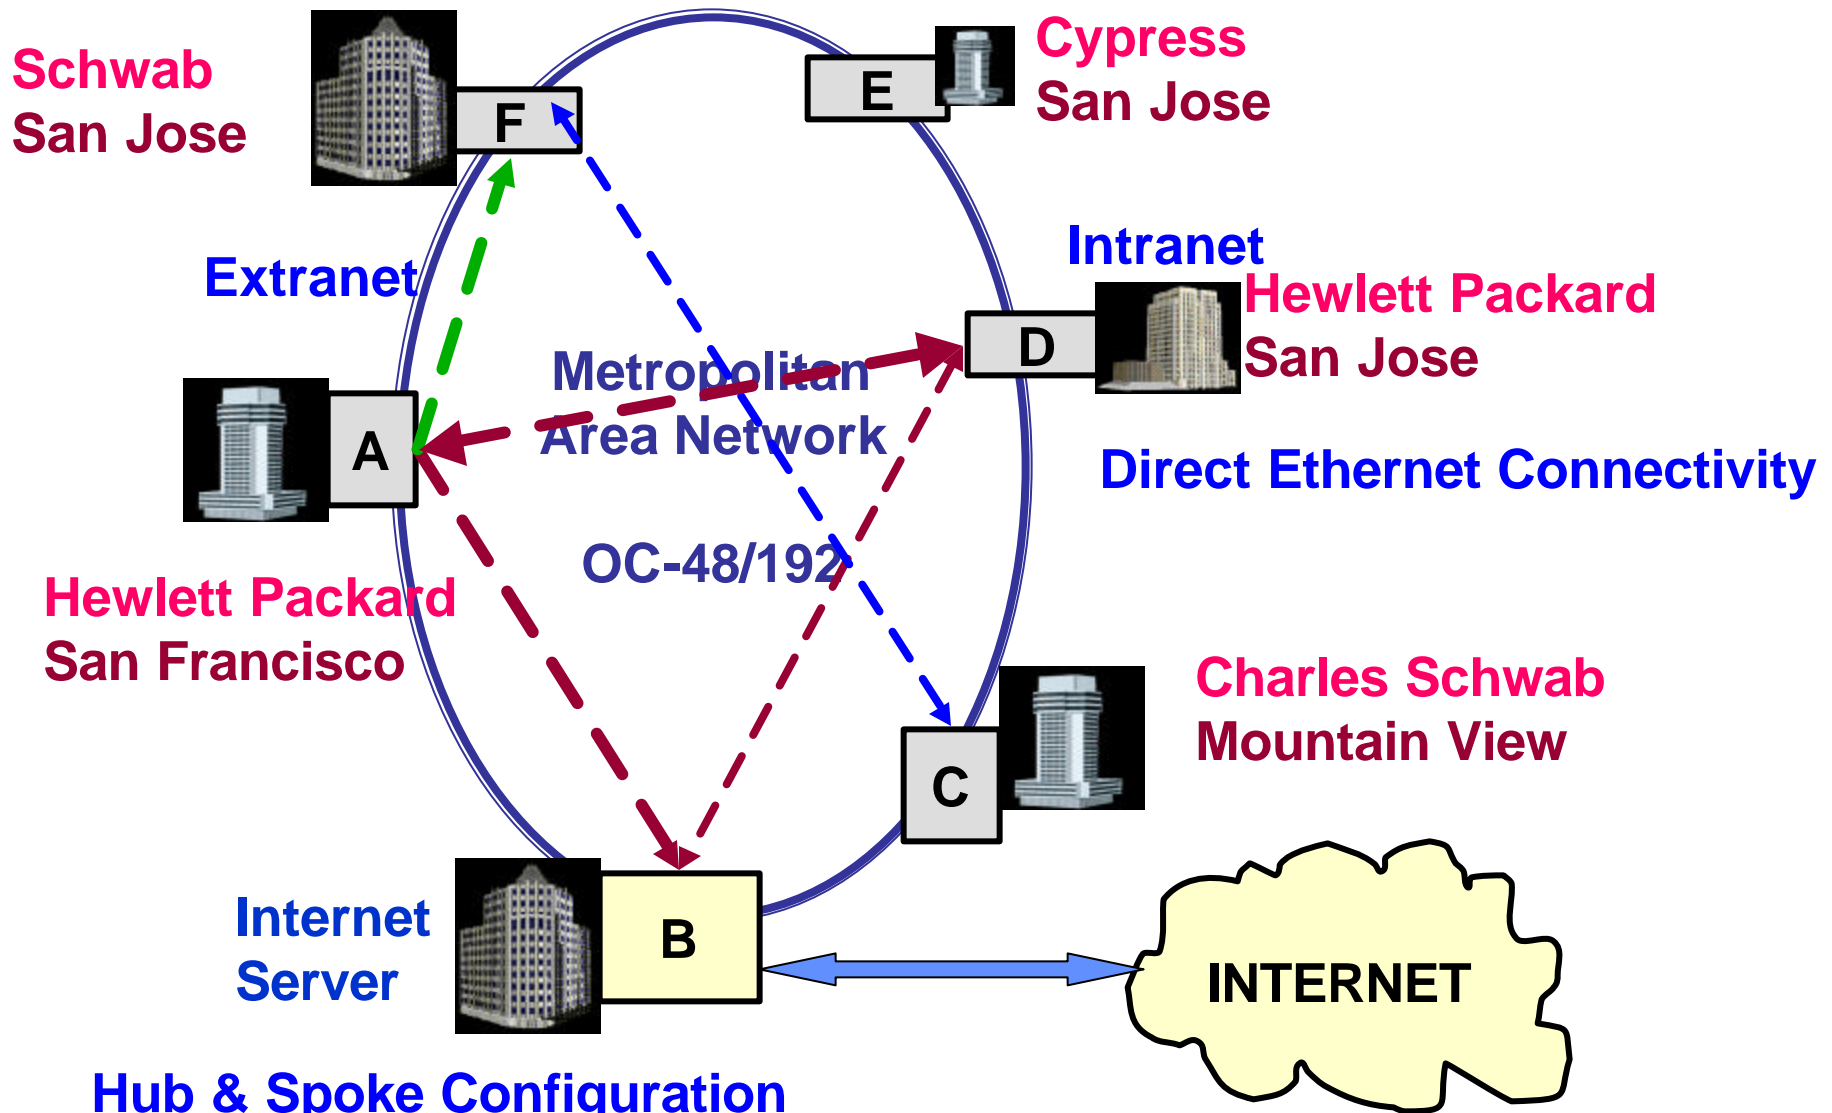 Schwab
San Jose
F
E
Cypress
San Jose
Extranet
Intranet
Hewlett Packard
San Jose
D
Metropolitan
Area Network
A
Direct Ethernet Connectivity
OC-48/192
Hewlett Packard
San Francisco
Charles Schwab
Mountain View
C
Internet
Server
B
INTERNET
Hub & Spoke Configuration